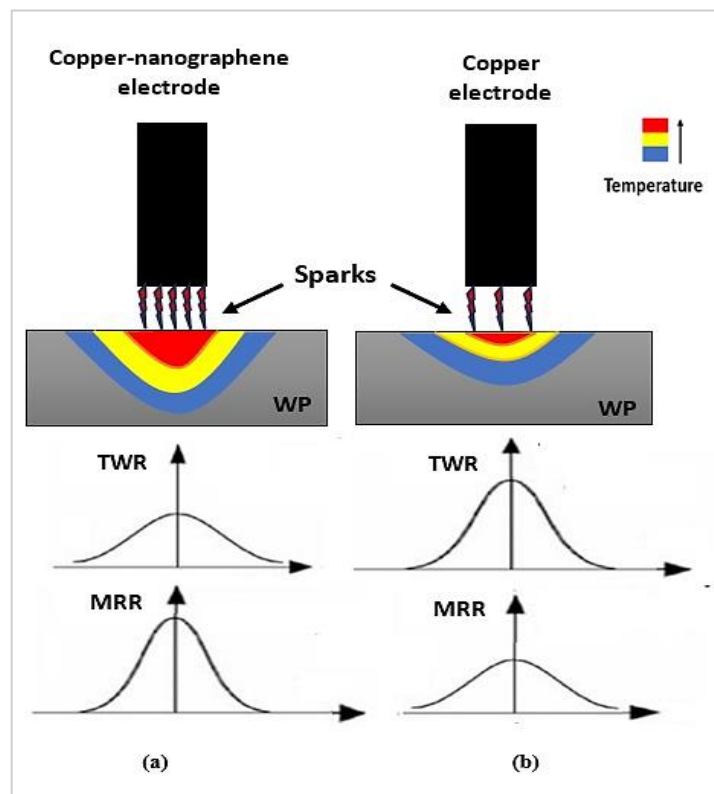 Copper-nanographene
electrode
Copper
electrode
Temperature
Sparks
WP
WP
TWR
TWR
MRR
MRR
(a)
(b)